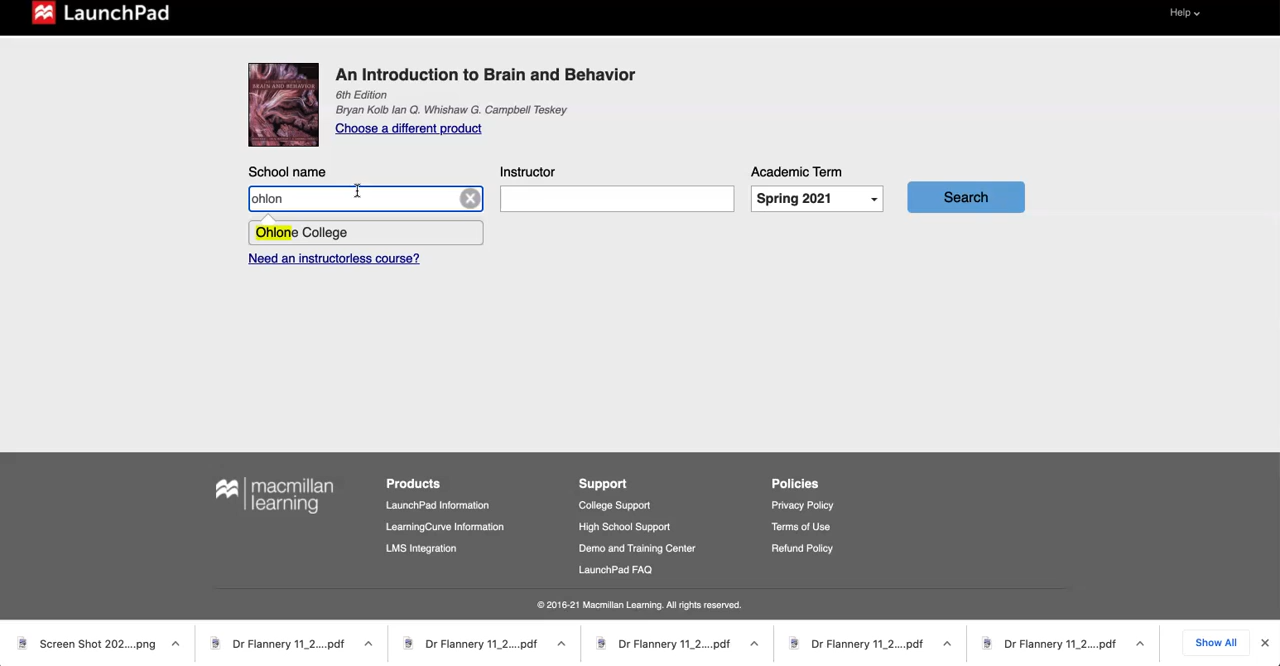 LaunchPad
Help
An Introduction to Brain and Behavior
6th Edition
Bryan Kolb Ian Q. Whishaw G. Campbell Teskey
Choose a different product
School name
Instructor
Academic Term
ohlon
Spring 2021
Search
Ohlone College
Need an instructorless course?
macmillan
learning
Products
Support
Policies
LaunchPad Information
College Support
Privacy Policy
LearningCurve Information
High School Support
Terms of Use
LMS Integration
Demo and Training Center
Refund Policy
LaunchPad FAQ
© 2016-21 Macmillan Learning. All rights reserved.
Screen Shot 202....png
Dr Flannery 11_2....pdf
Dr Flannery 11_2....pdf
Dr Flannery 11_2....pdf
Dr Flannery 11_2....pdf
Dr Flannery 11_2....pdf
Show All